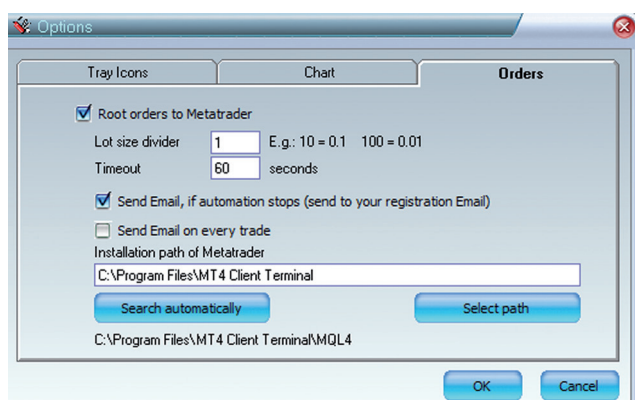 Options
Tray Icons Chart Orders
Root orders to Metatrader
Lot size divider 1 E.g.: 10 = 0.1 100 = 0.01
Timeout 60 seconds
Send Email, if automation stops (send to your registration Email)
Send Email on every trade
Installation path of Metatrader
C:\Program Files\MT4 Client Terminal
Search automatically Select path
C:\Program Files\MT4 Client Terminal\MQL4
OK Cancel